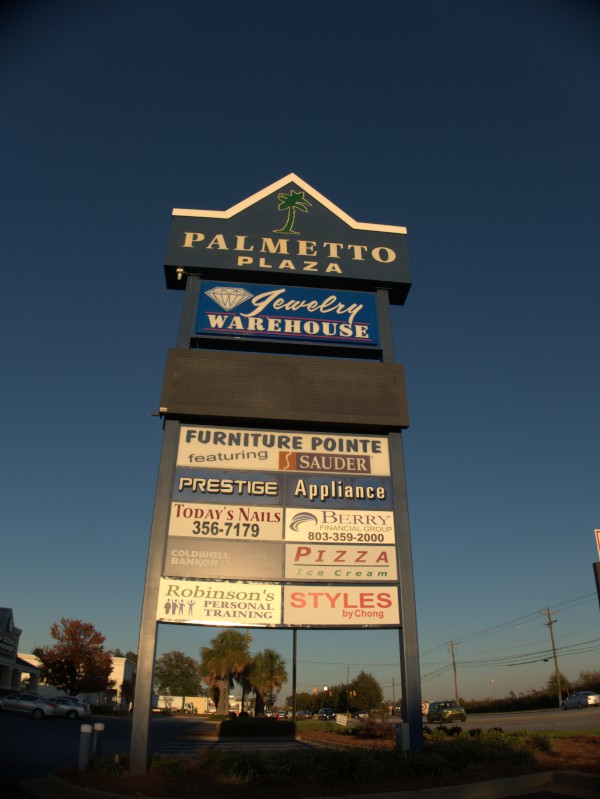 PALMETTO
PLAZA
Jewelry
WAREHOUSE
FURNITURE POINTE
featuring
SAUDER
PRESTIGE Appliance
TODAY'S NAILS
356-7179
BERRY
FINANCIAL GROUP
803-359-2000
COLDWELL
BANKER
PIZZA
Ice Cream
Robinson's
PERSONAL
TRAINING
STYLES
by Chong